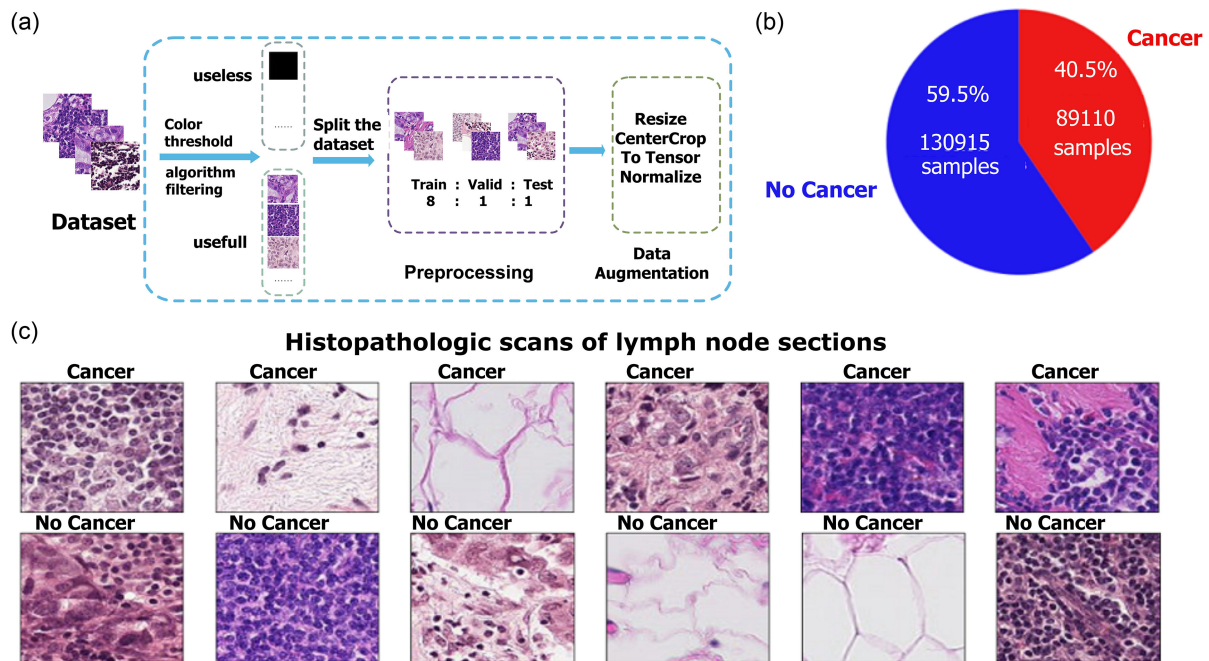 (a)
useless
......
Dataset
Color
threshold
algorithm
filtering
usefull
......
Split the
dataset
Train : Valid : Test
8 : 1 : 1
Preprocessing
Resize
CenterCrop
To Tensor
Normalize
Data
Augmentation
(b)
Cancer
40.5%
89110
samples
59.5%
130915
samples
No Cancer
(c)
Histopathologic scans of lymph node sections
Cancer Cancer Cancer Cancer Cancer Cancer
No Cancer No Cancer No Cancer No Cancer No Cancer No Cancer